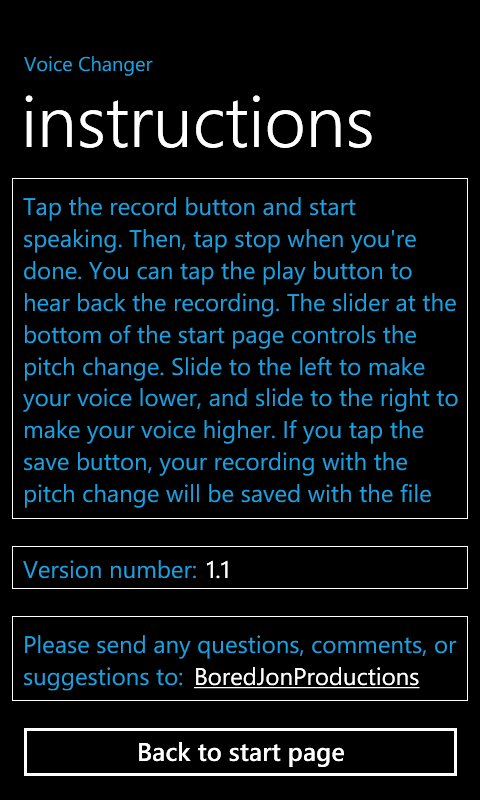 Voice Changer
instructions
Tap the record button and start
speaking. Then, tap stop when you're
done. You can tap the play button to
hear back the recording. The slider at the
bottom of the start page controls the
pitch change. Slide to the left to make
your voice lower, and slide to the right to
make your voice higher. If you tap the
save button, your recording with the
pitch change will be saved with the file
Version number: 1.1
Please send any questions, comments, or
suggestions to: BoredJonProductions
Back to start page